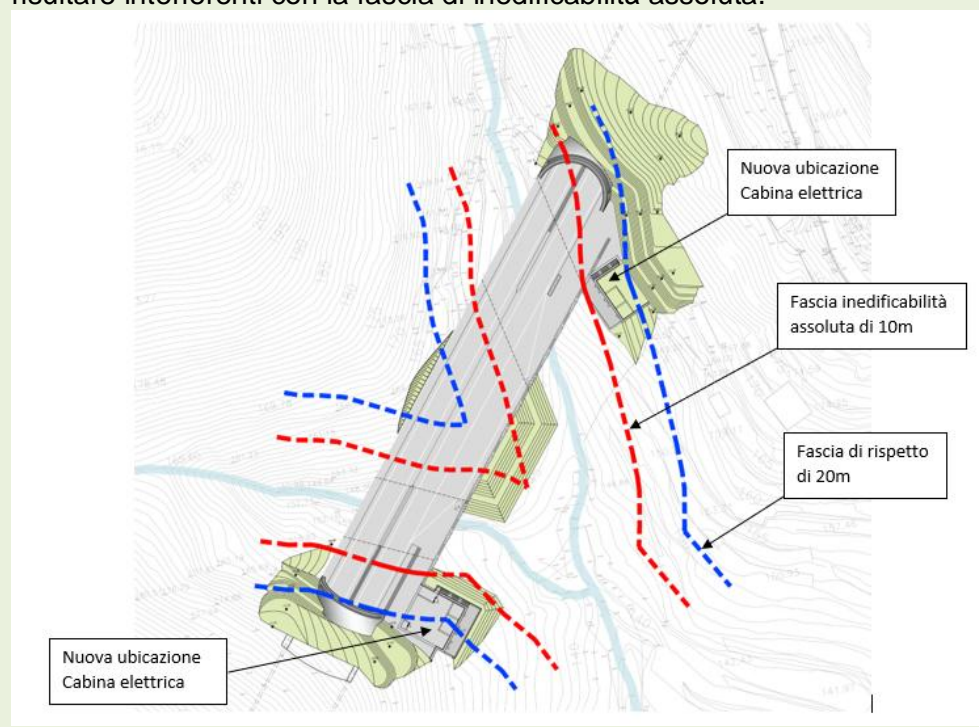 risultare interferenti con la fascia di inedificabilità assoluta.
Nuova ubicazione
Cabina elettrica
Fascia inedificabilità
assoluta di 10m
Fascia di rispetto
di 20m
Nuova ubicazione
Cabina elettrica